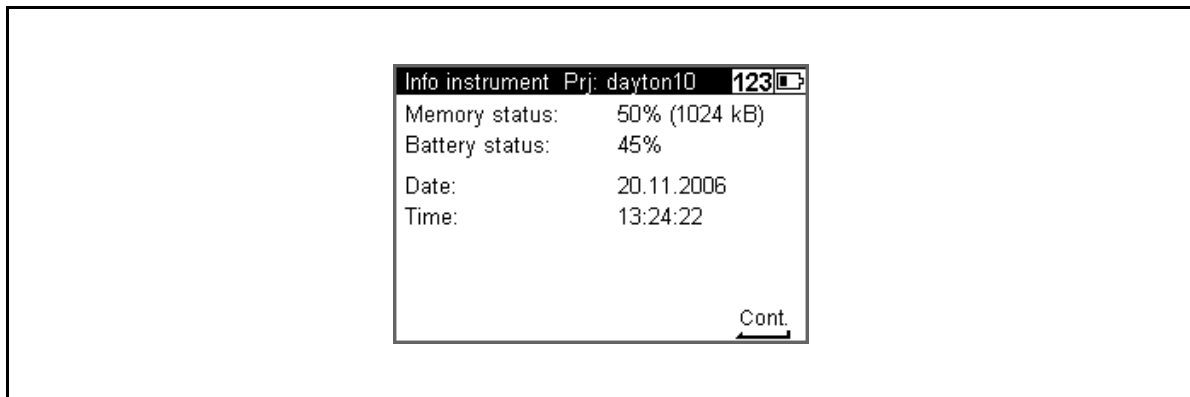 Info instrument Prj: dayton10 123
Memory status: 50% (1024 kB)
Battery status: 45%
Date: 20.11.2006
Time: 13:24:22
Cont.